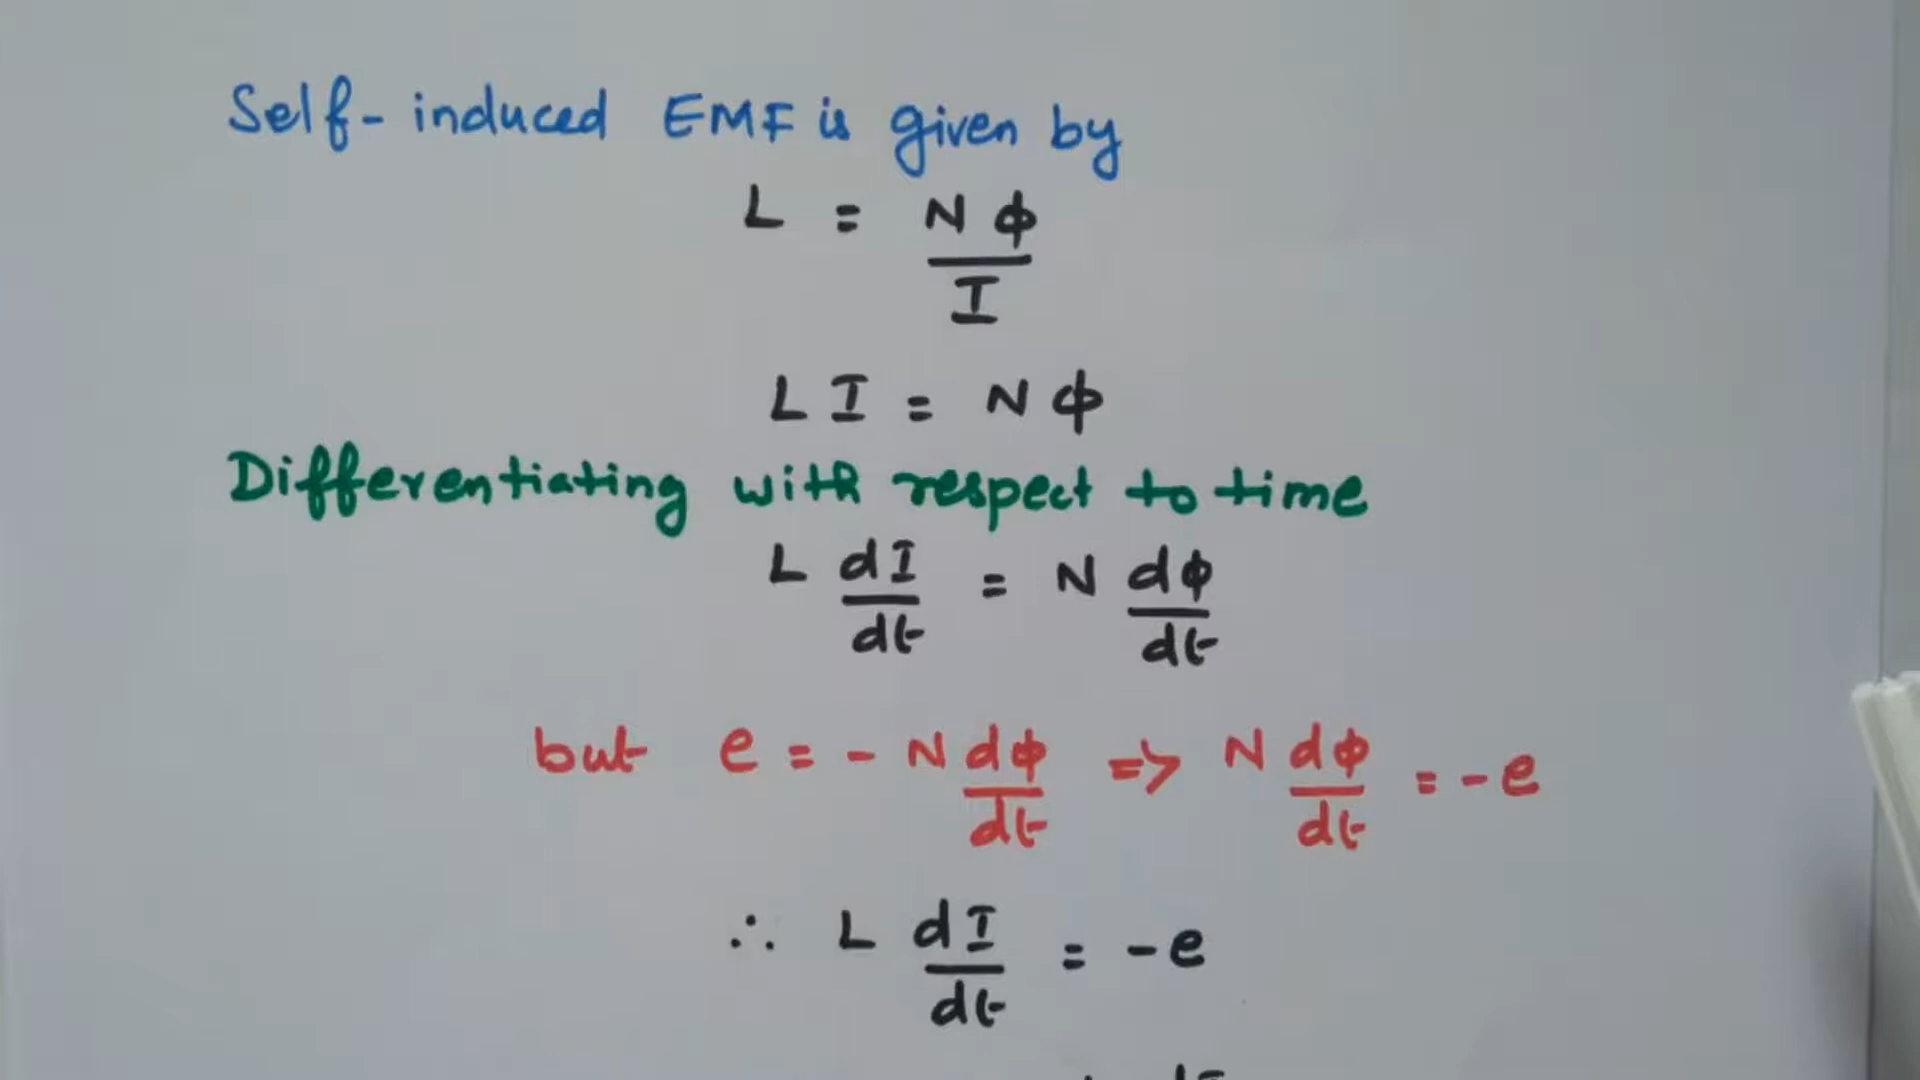 Self-induced EMF is given by
L = Nϕ/I
LI = Nϕ
Differentiating with respect to time
L dI/dt = N dϕ/dt
but e = - N dϕ/dt => N dϕ/dt = -e
∴ L dI/dt = -e